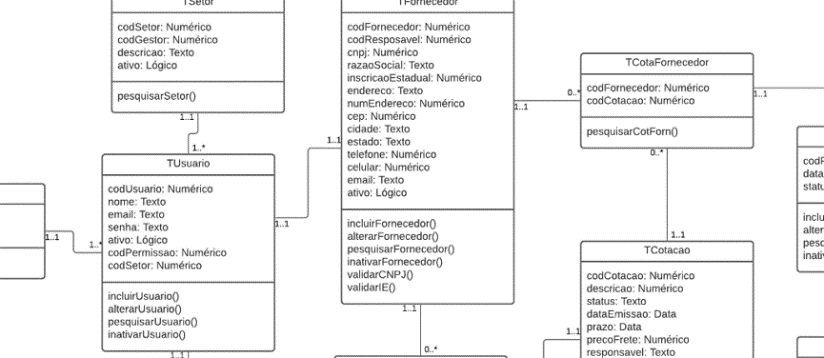 TSetor
codSetor: Numérico
codGestor: Numérico
descricao: Texto
ativo: Lógico
pesquisarSetor()
1..1
1..*
TUsuario
codUsuario: Numérico
nome: Texto
email: Texto
senha: Texto
ativo: Lógico
codPermissao: Numérico
codSetor: Numérico
incluirUsuario()
alterarUsuario()
pesquisarUsuario()
inativarUsuario()
1..1
1..*
1..1
1..1
1..1
TFornecedor
codFornecedor: Numérico
codResposavel: Numérico
cnpj: Numérico
razaoSocial: Texto
inscricaoEstadual: Numérico
endereco: Texto
numEndereco: Numérico
cep: Numérico
cidade: Texto
estado: Texto
telefone: Numérico
celular: Numérico
email: Texto
ativo: Lógico
incluirFornecedor()
alterarFornecedor()
pesquisarFornecedor()
inativarFornecedor()
validarCNPJ()
validarIE()
1..1
0..*
1..1
0..*
TCotaFornecedor
codFornecedor: Numérico
codCotacao: Numérico
pesquisarCotForn()
1..1
0..*
1..1
TCotacao
codCotacao: Numérico
descricao: Numérico
status: Texto
dataEmissao: Data
prazo: Data
precoFrete: Numérico
responsavel: Texto
1..1